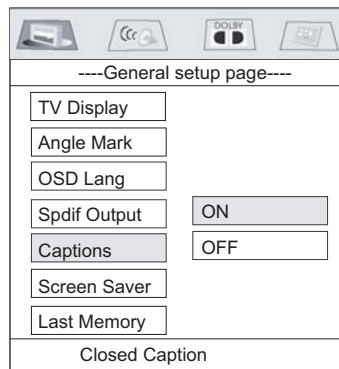 DOLBY
----General setup page----
TV Display
Angle Mark
OSD Lang
Spdif Output
ON
Captions
OFF
Screen Saver
Last Memory
Closed Caption